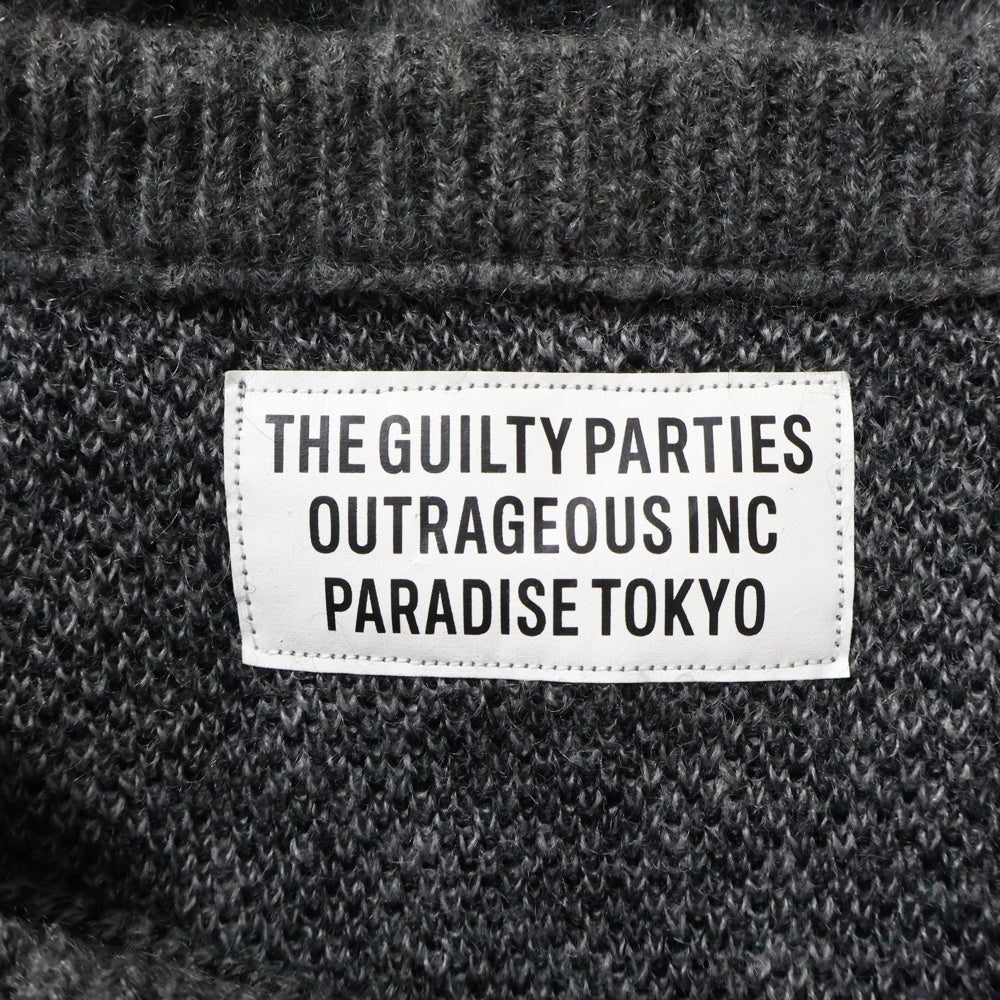 THE GUILTY PARTIES
OUTRAGEOUS INC
PARADISE TOKYO